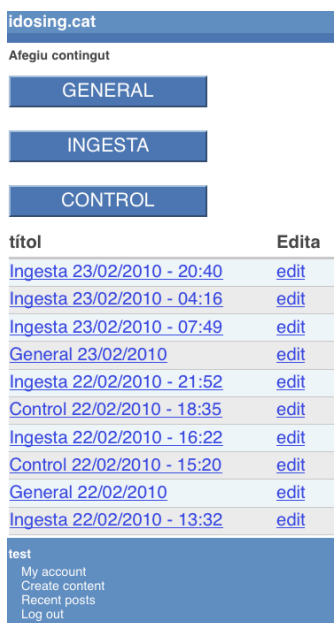 idosing.cat
Afegiu contingut
GENERAL
INGESTA
CONTROL
títol Edita
Ingesta 23/02/2010 - 20:40 edit
Ingesta 23/02/2010 - 04:16 edit
Ingesta 23/02/2010 - 07:49 edit
General 23/02/2010 edit
Ingesta 22/02/2010 - 21:52 edit
Control 22/02/2010 - 18:35 edit
Ingesta 22/02/2010 - 16:22 edit
Control 22/02/2010 - 15:20 edit
General 22/02/2010 edit
Ingesta 22/02/2010 - 13:32 edit
test
My account
Create content
Recent posts
Log out